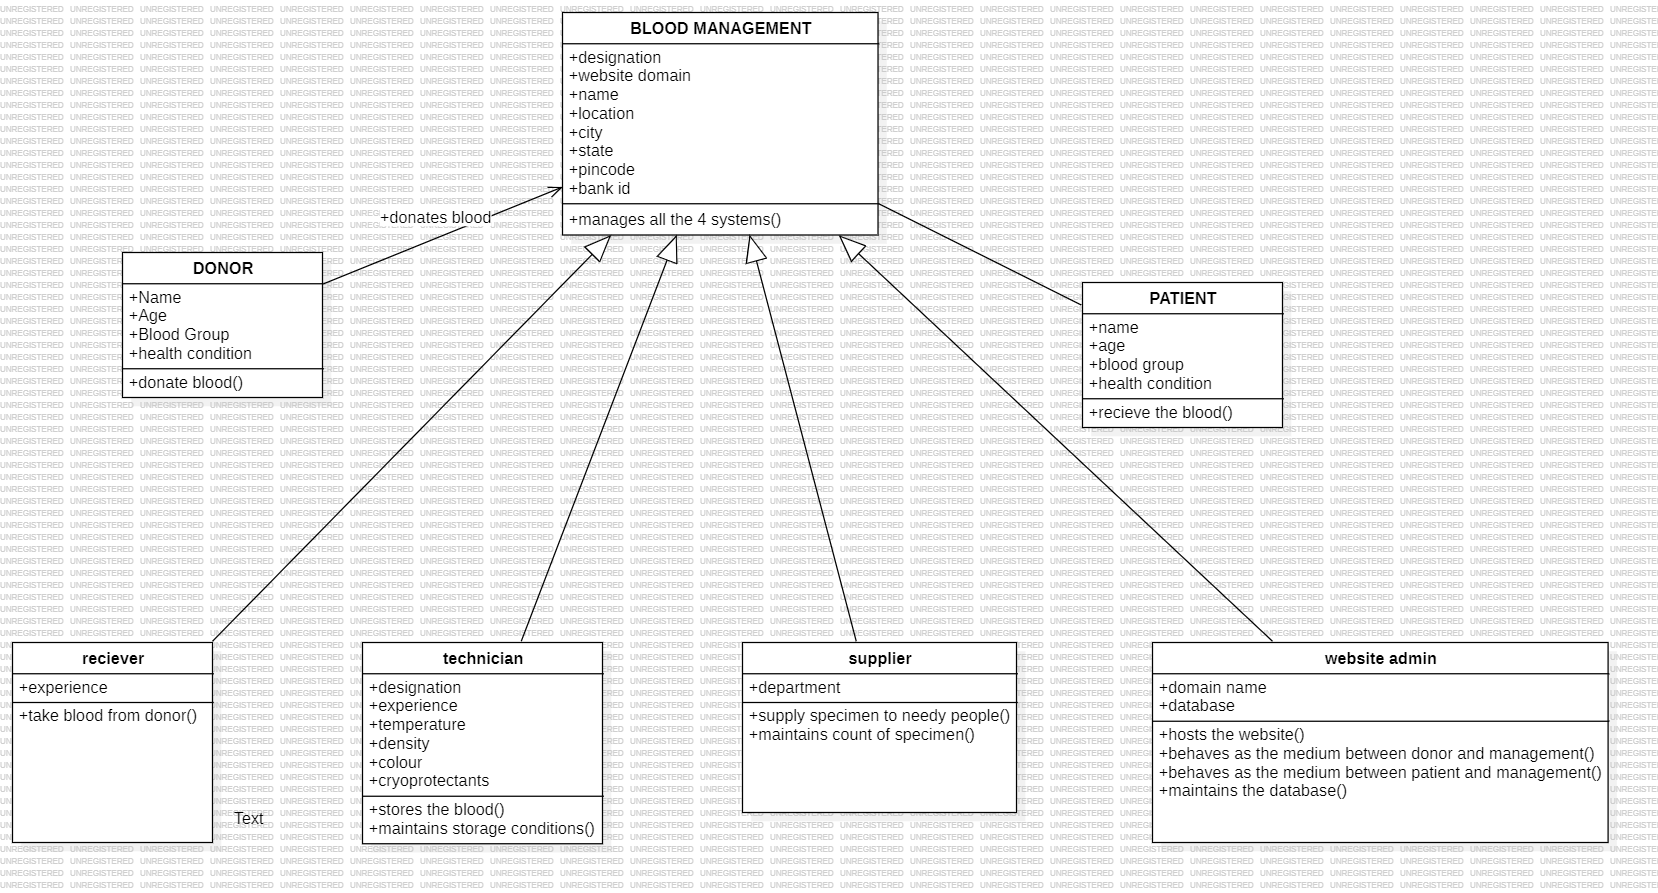 BLOOD MANAGEMENT
+designation
+website domain
+name
+location
+city
+state
+pincode
+bank id
+manages all the 4 systems()
+donates blood
DONOR
+Name
+Age
+Blood Group
+health condition
+donate blood()
PATIENT
+name
+age
+blood group
+health condition
+recieve the blood()
reciever
+experience
+take blood from donor()
Text
technician
+designation
+experience
+temperature
+density
+colour
+cryoprotectants
+stores the blood()
+maintains storage conditions()
supplier
+department
+supply specimen to needy people()
+maintains count of specimen()
website admin
+domain name
+database
+hosts the website()
+behaves as the medium between donor and management()
+behaves as the medium between patient and management()
+maintains the database()
UNREGISTERED